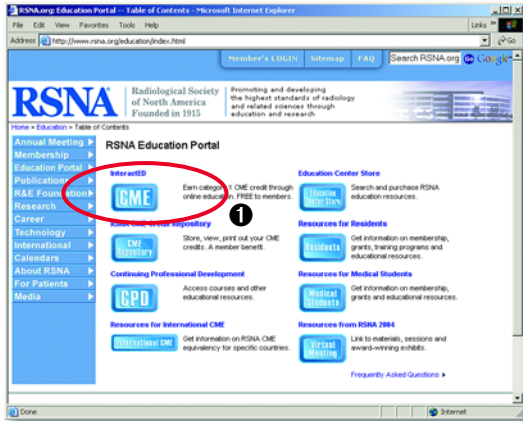 RSNA.org: Education Portal -- Table of Contents - Microsoft Internet Explorer
File Edit View Favorites Tools Help Links »
Address http://www.rsna.org/education/index.html Go
Member's LOGIN Sitemap FAQ Search RSNA.org Go Google
RSNA
Radiological Society
of North America
Founded in 1915
Promoting and developing
the highest standards of radiology
and related sciences through
education and research
Home > Education > Table of Contents
Annual Meeting
Membership
Education Portal
Publications
R&E Foundation
Research
Career
Technology
International
Calendars
About RSNA
For Patients
Media
RSNA Education Portal
InteractED
CME
Earn category 1 CME credit through
online education. FREE to members.
1
RSNA CME Credit Repository
CME
Repository
Store, view, print out your CME
credits. A member benefit.
Continuing Professional Development
CPD
Access courses and other
educational resources.
Resources for International CME
International CME
Get information on RSNA CME
equivalency for specific countries.
Education Center Store
Education
Center Store
Search and purchase RSNA
education resources.
Resources for Residents
Residents
Get information on membership,
grants, training programs and
educational resources.
Resources for Medical Students
Medical
Students
Get information on membership,
grants and educational resources.
Resources from RSNA 2004
Virtual
Meeting
Link to materials, sessions and
award-winning exhibits.
Frequently Asked Questions
Done Internet